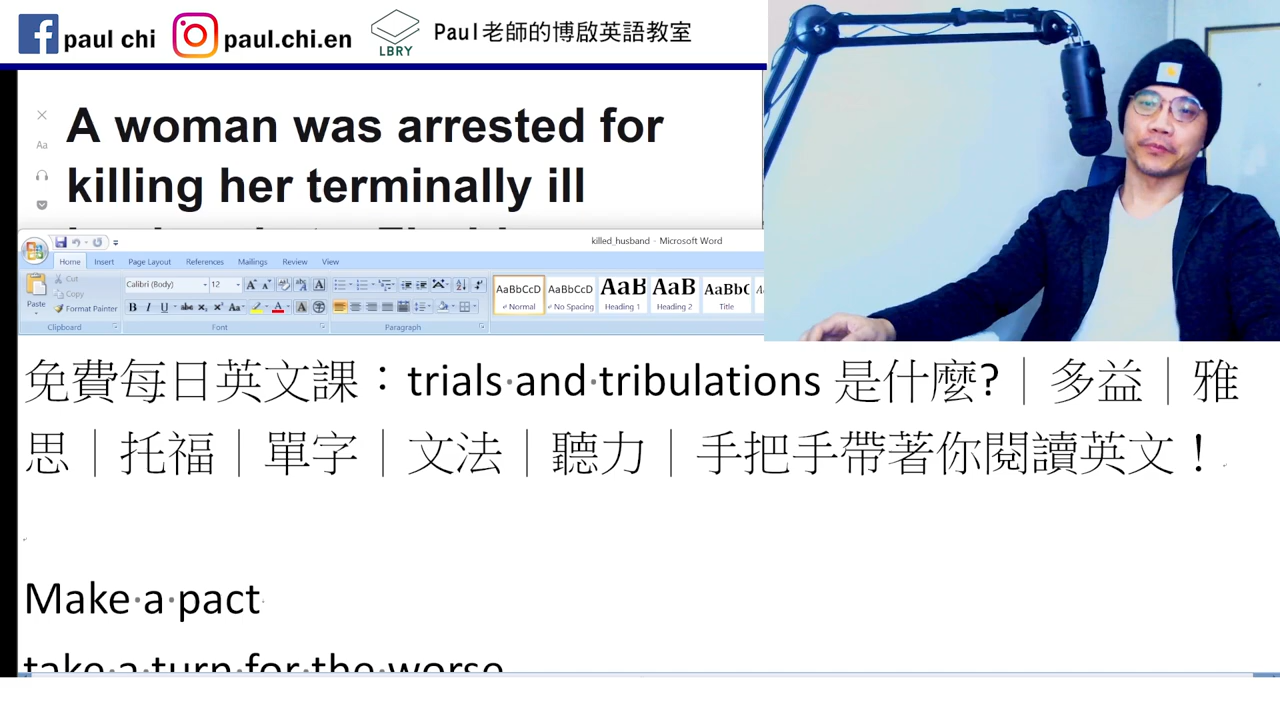 paul chi
paul.chi.en
LBRY
Paul老師的博啟英語教室
A woman was arrested for
killing her terminally ill
Aa
killed_husband - Microsoft Word
Home Insert Page Layout References Mailings Review View
Cut
Copy
Format Painter
Paste
Calibri (Body) 12
AaBbCcD AaBbCcD AaBb AaBb AaBbC
Normal No Spacing Heading 1 Heading 2 Title
Clipboard Font Paragraph
免費每日英文課：trials and tribulations 是什麼?｜多益｜雅
思｜托福｜單字｜文法｜聽力｜手把手帶著你閱讀英文！
Make a pact
take a turn for the worse